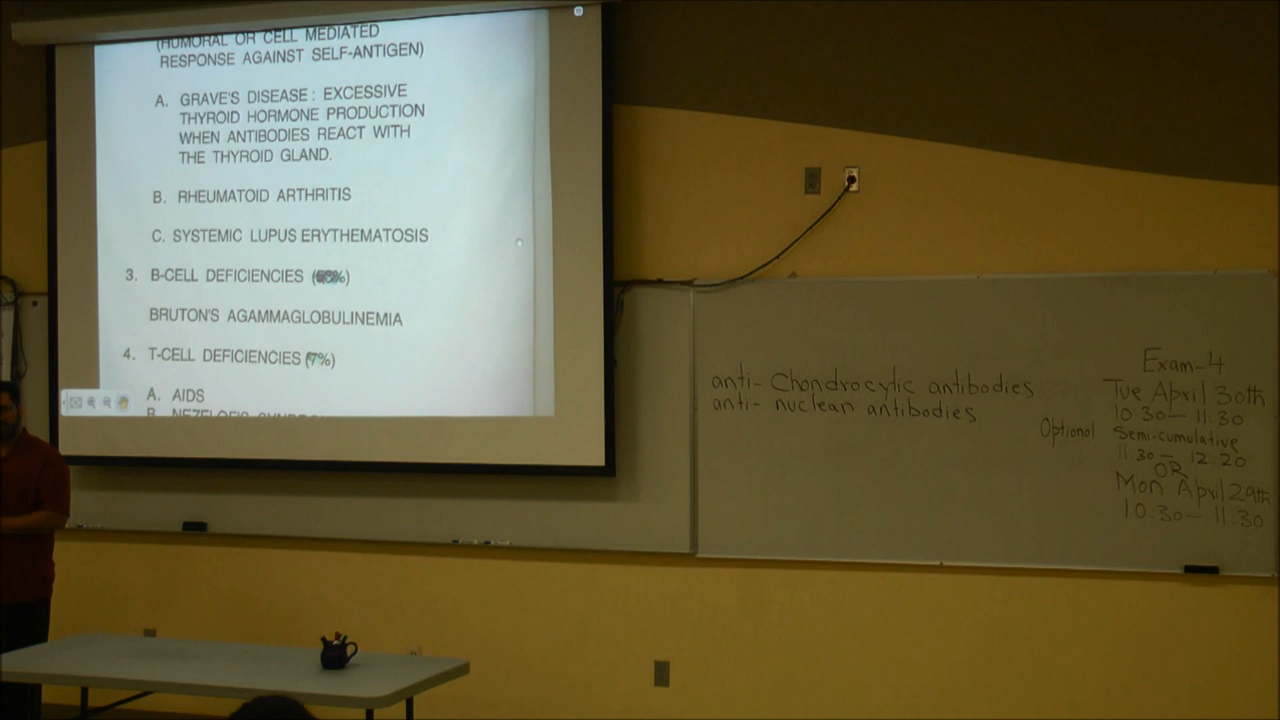 (HUMORAL OR CELL MEDIATED
RESPONSE AGAINST SELF-ANTIGEN)
A. GRAVE'S DISEASE : EXCESSIVE
THYROID HORMONE PRODUCTION
WHEN ANTIBODIES REACT WITH
THE THYROID GLAND.
B. RHEUMATOID ARTHRITIS
C. SYSTEMIC LUPUS ERYTHEMATOSIS
3. B-CELL DEFICIENCIES
BRUTON'S AGAMMAGLOBULINEMIA
4. T-CELL DEFICIENCIES (7%)
A. AIDS
B.
anti- Chondrocytic antibodies
anti- nuclean antibodies
Exam-4
Tue April 30th
10:30 — 11:30
Optional Semi-cumulative
11:30 — 12:20
OR
Mon April 29th
10:30 — 11:30